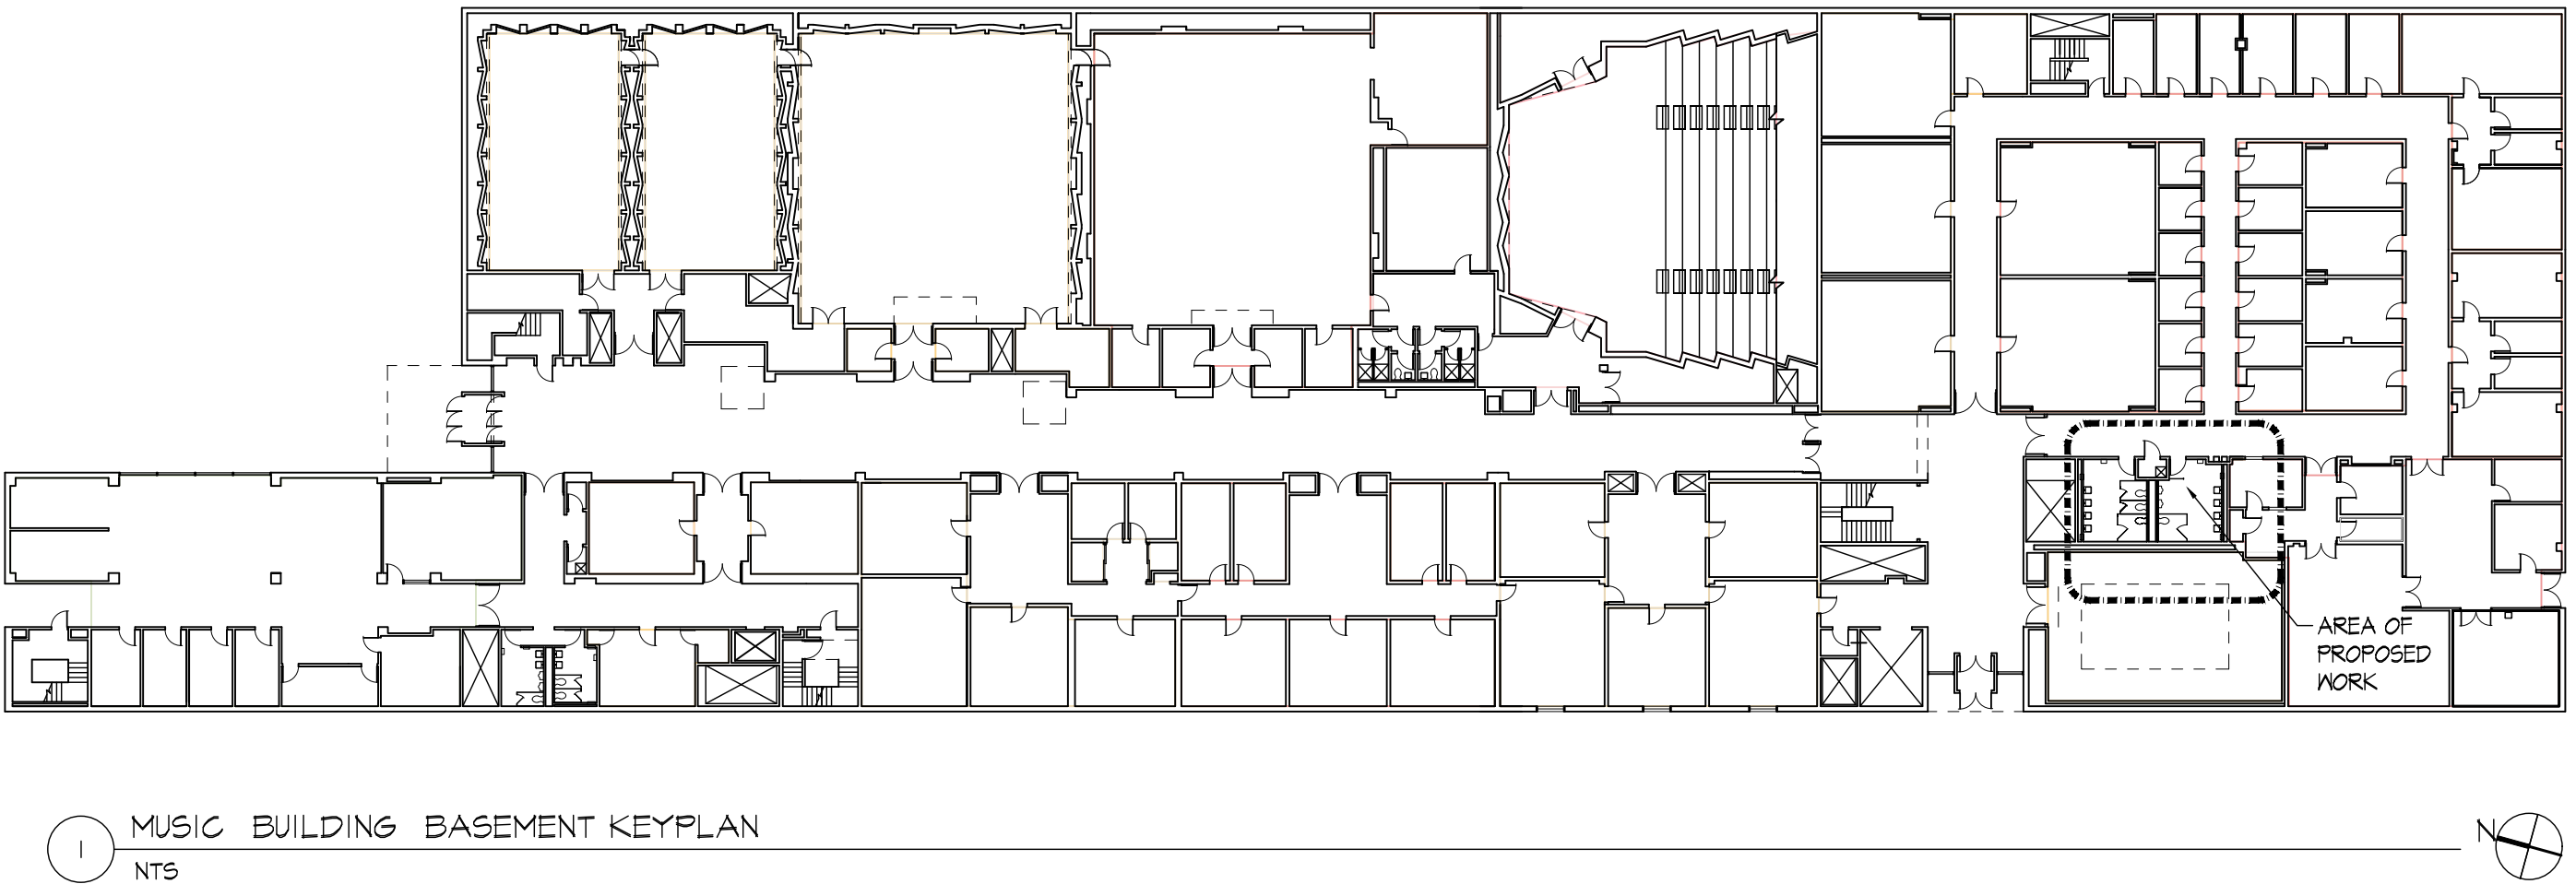 AREA OF
PROPOSED
WORK
1
MUSIC BUILDING BASEMENT KEYPLAN
NTS
N